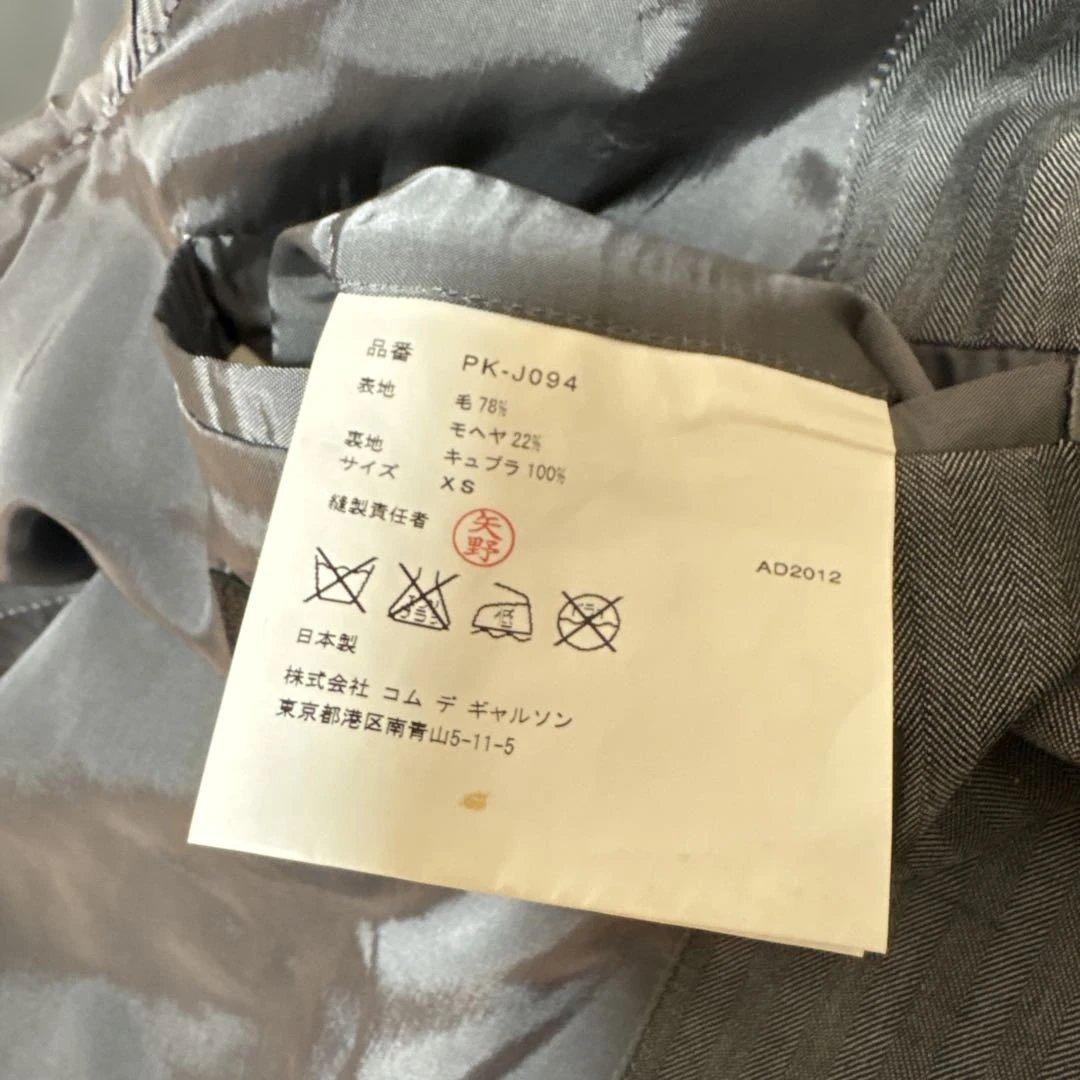 品番 PK-J094
表地 毛 78%
モヘヤ 22%
裏地 キュプラ 100%
サイズ XS
縫製責任者 矢野
AD2012
低
日本製
株式会社 コム デ ギャルソン
東京都港区南青山5-11-5